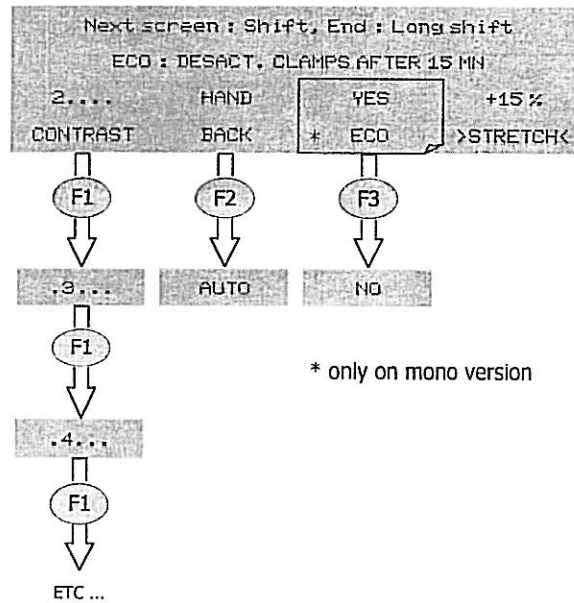 Next screen : Shift, End : Long shift
ECO : DESACT. CLAMPS AFTER 15 MN
2.... HAND YES +15 %
CONTRAST BACK * ECO >STRETCH<
F1 F2 F3
.3... AUTO NO
F1
* only on mono version
.4...
F1
ETC ...